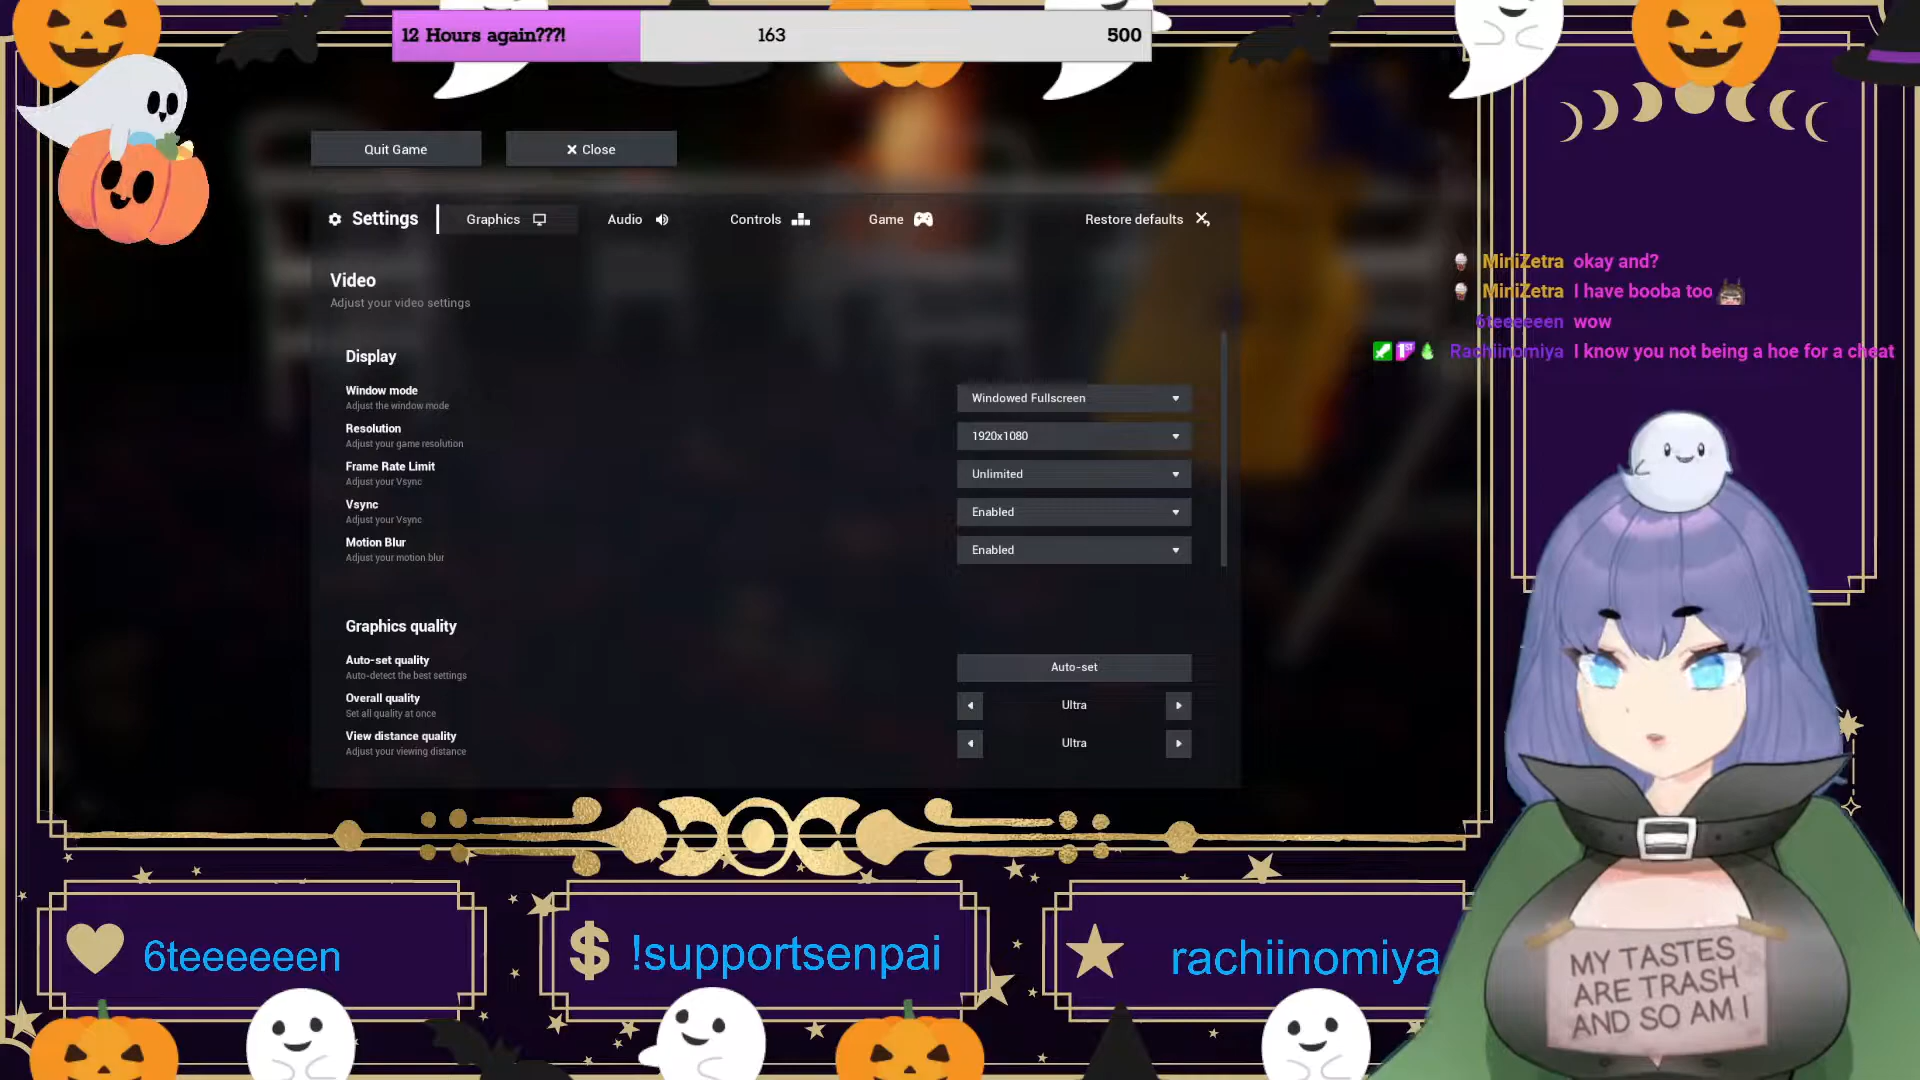 12 Hours again???! 163 500
Quit Game
Close
Settings
Graphics
Audio
Controls
Game
Restore defaults
Video
Adjust your video settings
Display
Window mode
Adjust the window mode
Windowed Fullscreen
Resolution
Adjust your game resolution
1920x1080
Frame Rate Limit
Adjust your Vsync
Unlimited
Vsync
Adjust your Vsync
Enabled
Motion Blur
Adjust your motion blur
Enabled
Graphics quality
Auto-set quality
Auto-detect the best settings
Auto-set
Overall quality
Set all quality at once
Ultra
View distance quality
Adjust your viewing distance
Ultra
MiniZetra okay and?
MiniZetra I have booba too
6teeeeeen wow
1ST Rachiinomiya I know you not being a hoe for a cheat
6teeeeeen
$ !supportsenpai
rachiinomiya
MY TASTES
ARE TRASH
AND SO AM I